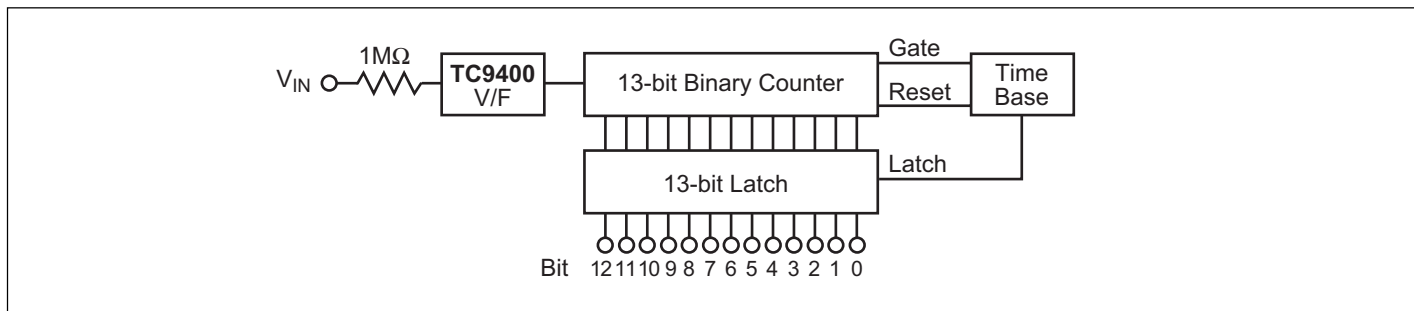 1MΩ
V_IN
TC9400
V/F
13-bit Binary Counter
Gate
Reset
Time
Base
13-bit Latch
Latch
Bit 12 11 10 9 8 7 6 5 4 3 2 1 0